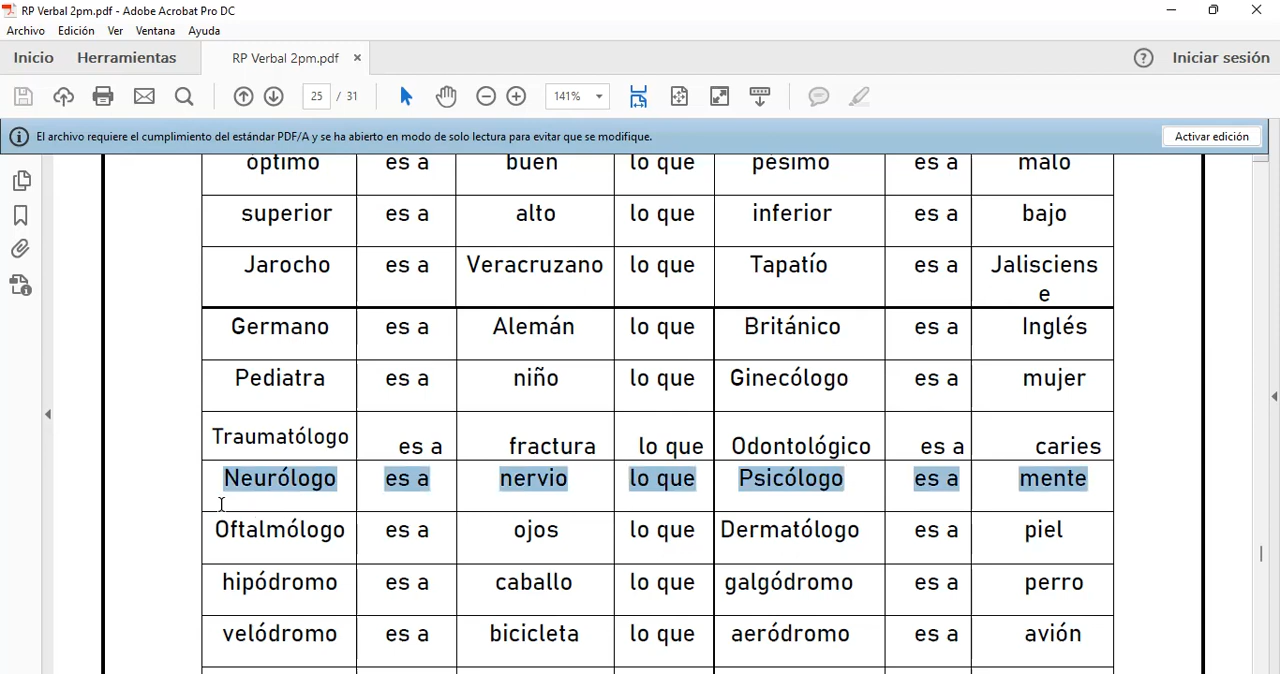 RP Verbal 2pm.pdf - Adobe Acrobat Pro DC
Archivo Edición Ver Ventana Ayuda
Inicio Herramientas RP Verbal 2pm.pdf × ? Iniciar sesión
25 / 31 141%
El archivo requiere el cumplimiento del estándar PDF/A y se ha abierto en modo de solo lectura para evitar que se modifique. Activar edición
óptimo es a buen lo que pésimo es a malo
superior es a alto lo que inferior es a bajo
Jarocho es a Veracruzano lo que Tapatío es a Jalisciens
e
Germano es a Alemán lo que Británico es a Inglés
Pediatra es a niño lo que Ginecólogo es a mujer
Traumatólogo es a fractura lo que Odontológico es a caries
Neurólogo es a nervio lo que Psicólogo es a mente
Oftalmólogo es a ojos lo que Dermatólogo es a piel
hipódromo es a caballo lo que galgódromo es a perro
velódromo es a bicicleta lo que aeródromo es a avión